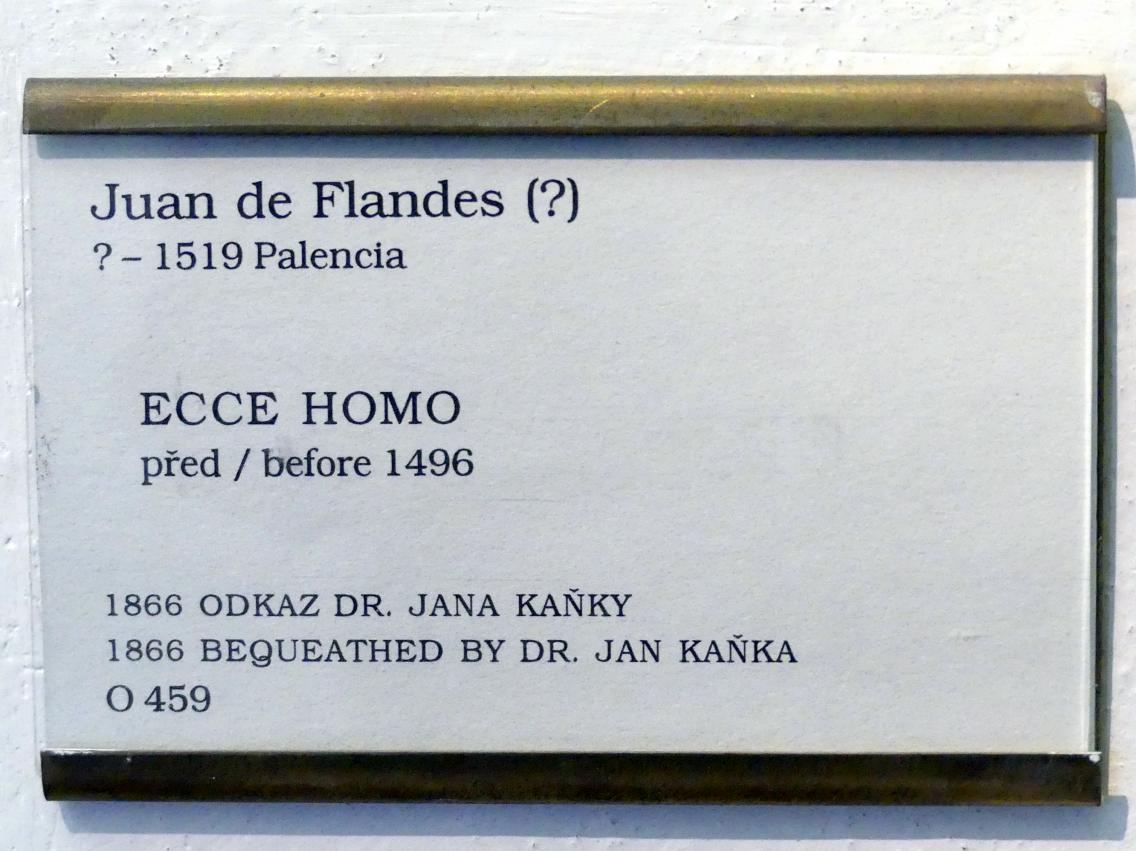 Juan de Flandes (?)
? – 1519 Palencia
ECCE HOMO
před / before 1496
1866 ODKAZ DR. JANA KAŇKY
1866 BEQUEATHED BY DR. JAN KAŇKA
O 459